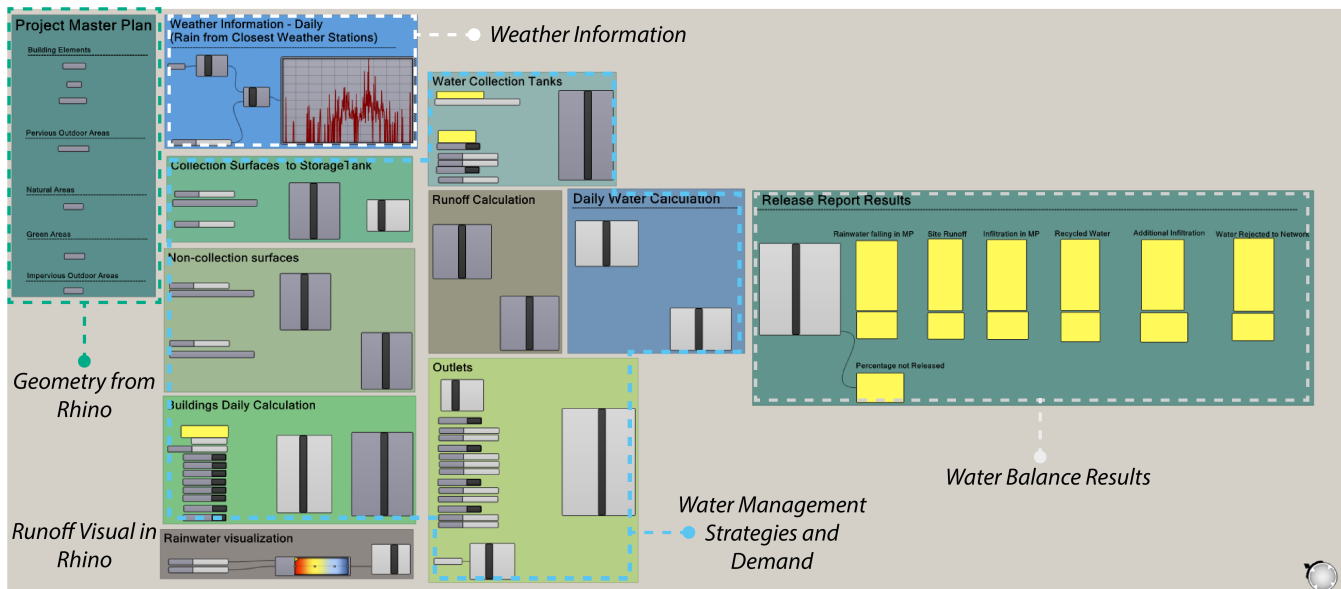 Project Master Plan
Building Elements
Pervious Outdoor Areas
Natural Areas
Green Areas
Impervious Outdoor Areas
Geometry from
Rhino
Weather Information - Daily
(Rain from Closest Weather Stations)
Weather Information
Collection Surfaces to StorageTank
Non-collection surfaces
Buildings Daily Calculation
Runoff Visual in
Rhino
Rainwater visualization
Water Collection Tanks
Runoff Calculation
Daily Water Calculation
Outlets
Water Management
Strategies and
Demand
Release Report Results
Rainwater falling in MP
Site Runoff
Infiltration in MP
Recycled Water
Additional Infiltration
Water Rejected to Network
Percentage not Released
Water Balance Results